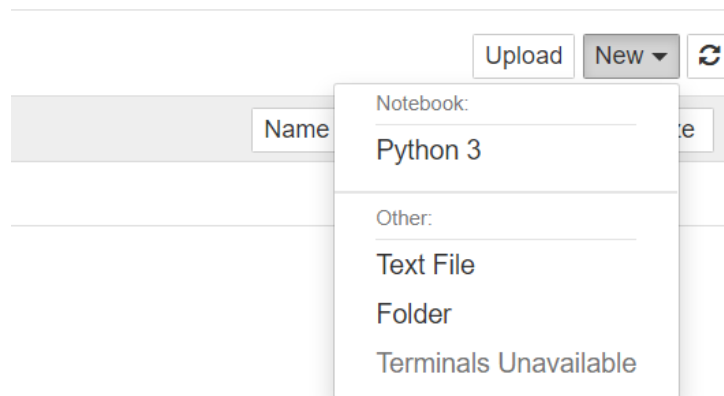 Upload New
Notebook:
Name
Python 3
Other:
Text File
Folder
Terminals Unavailable